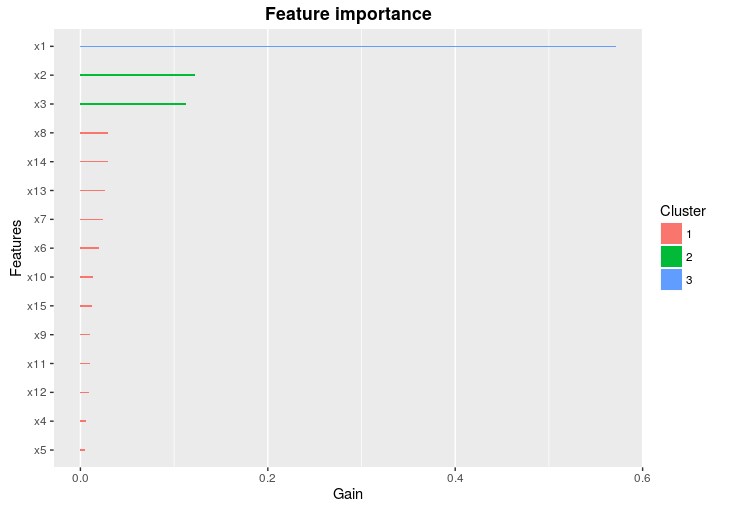 Feature importance
x1
x2
x3
x8
x14
x13
x7
x6
x10
x15
x9
x11
x12
x4
x5
Features
0.0 0.2 0.4 0.6
Gain
Cluster
1
2
3